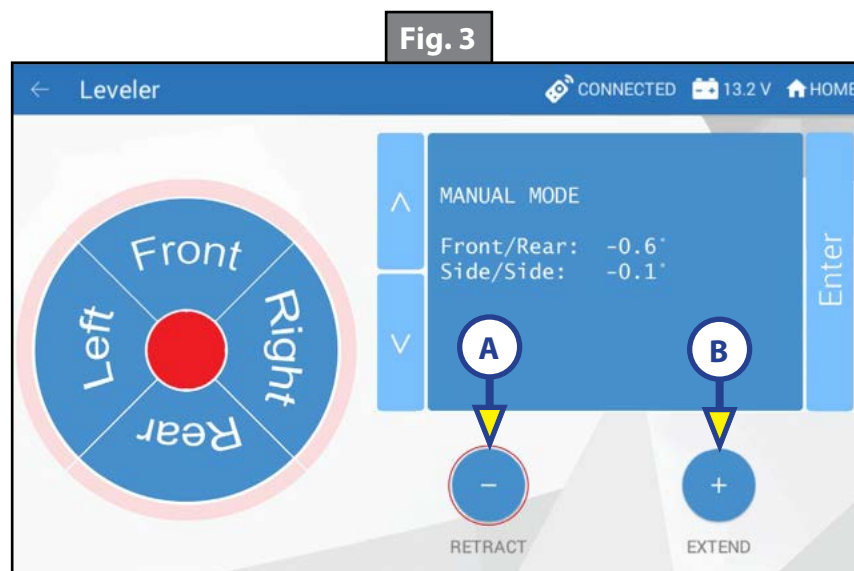 Fig. 3
← Leveler CONNECTED 13.2 V HOME
Front
Left
Right
Rear
MANUAL MODE
Front/Rear: -0.6°
Side/Side: -0.1°
Enter
A
B
−
+
RETRACT
EXTEND